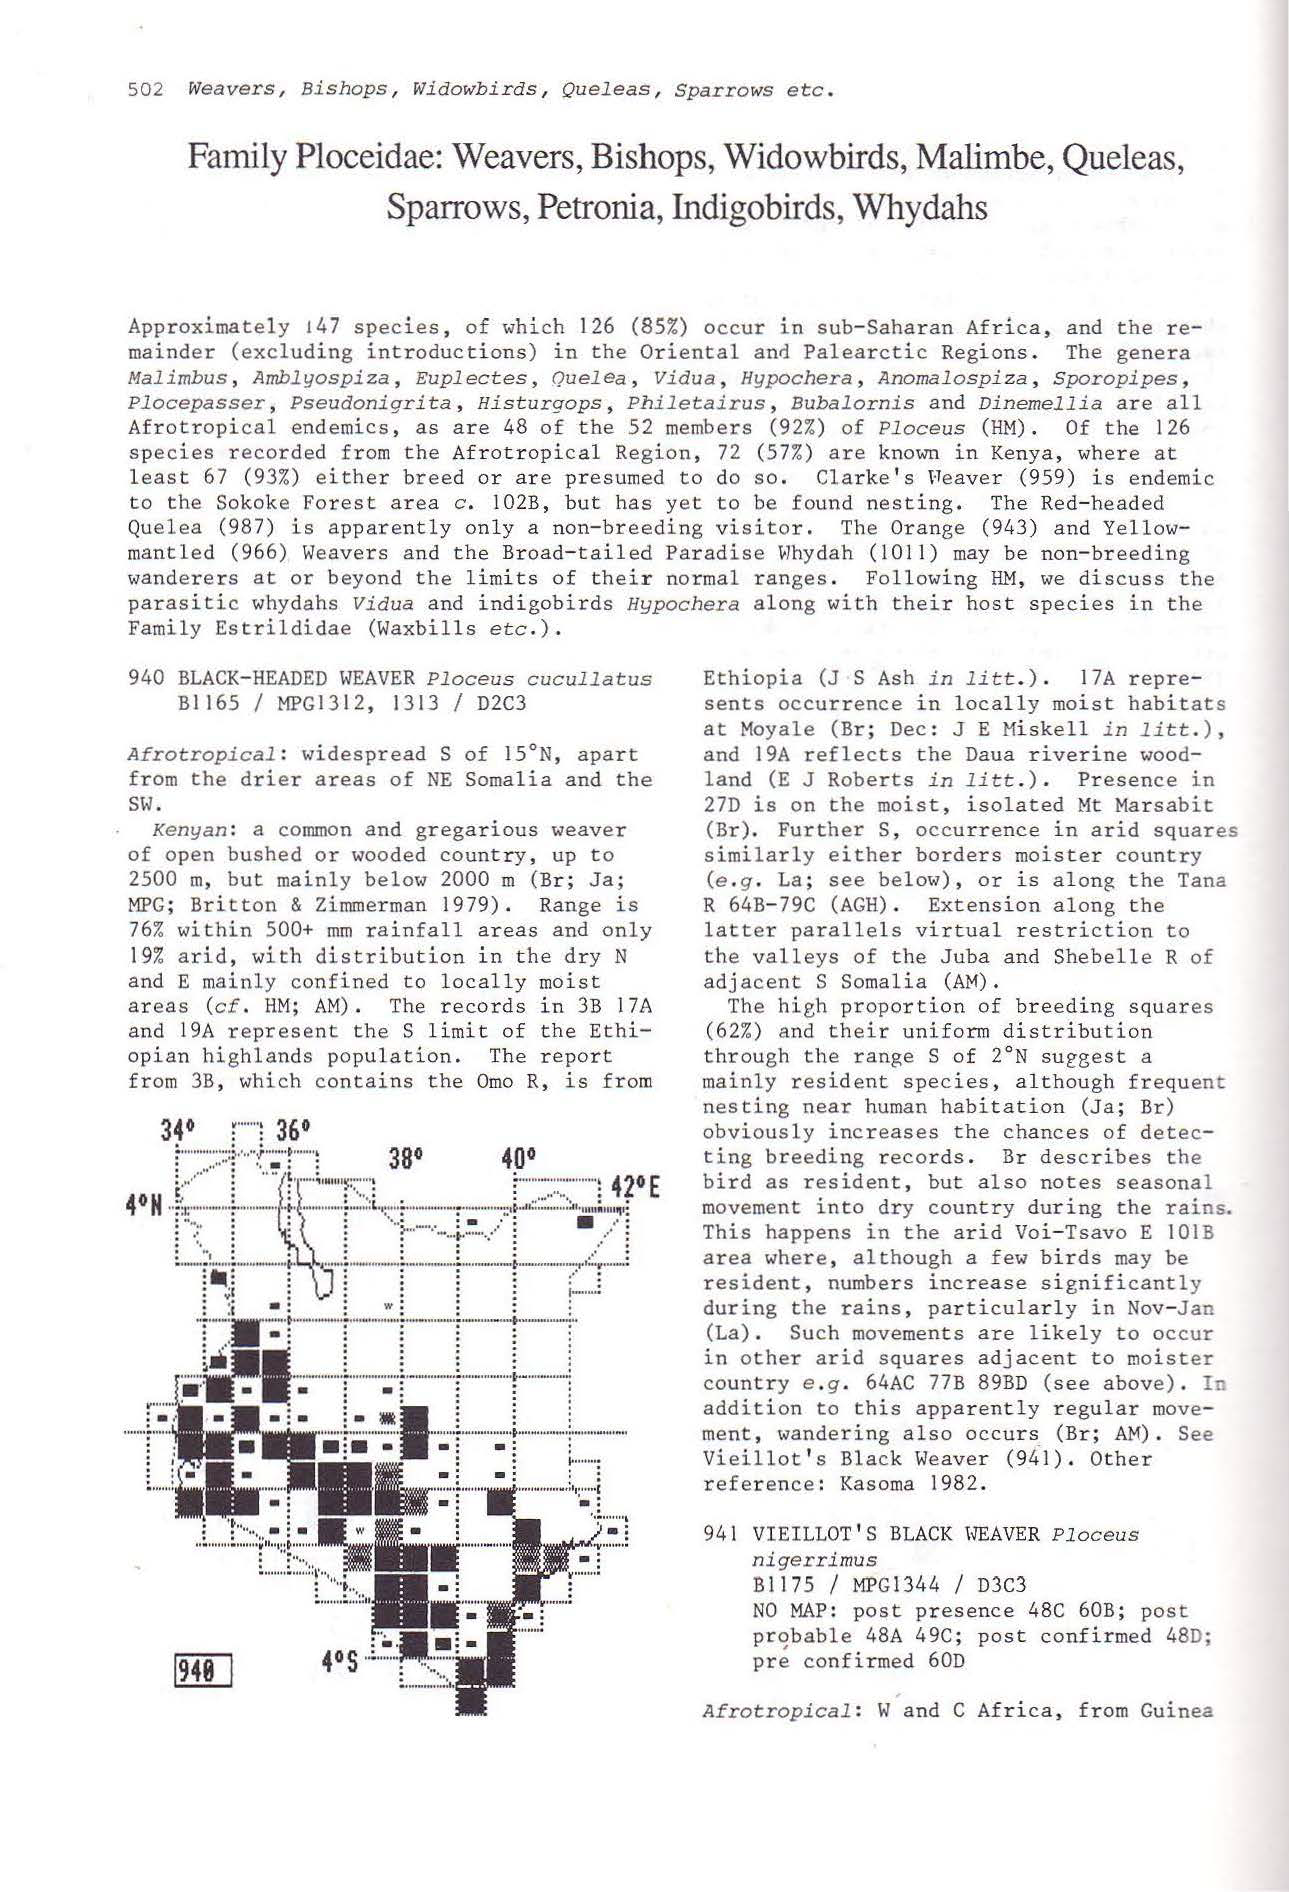 502 Weavers, Bishops, Widowbirds, Queleas, Sparrows etc.
Family Ploceidae: Weavers, Bishops, Widowbirds, Malimbe, Queleas,
Sparrows, Petronia, Indigobirds, Whydahs
Approximately 147 species, of which 126 (85%) occur in sub-Saharan Africa, and the re-
mainder (excluding introductions) in the Oriental and Palearctic Regions. The genera
Malimbus, Amblyospiza, Euplectes, Quelea, Vidua, Hypochera, Anomalospiza, Sporopipes,
Plocepasser, Pseudonigrita, Histurgops, Philetairus, Bubalornis and Dinemellia are all
Afrotropical endemics, as are 48 of the 52 members (92%) of Ploceus (HM). Of the 126
species recorded from the Afrotropical Region, 72 (57%) are known in Kenya, where at
least 67 (93%) either breed or are presumed to do so. Clarke's Weaver (959) is endemic
to the Sokoke Forest area c. 102B, but has yet to be found nesting. The Red-headed
Quelea (987) is apparently only a non-breeding visitor. The Orange (943) and Yellow-
mantled (966) Weavers and the Broad-tailed Paradise Whydah (1011) may be non-breeding
wanderers at or beyond the limits of their normal ranges. Following HM, we discuss the
parasitic whydahs Vidua and indigobirds Hypochera along with their host species in the
Family Estrildidae (Waxbills etc.).
940 BLACK-HEADED WEAVER Ploceus cucullatus
B1165 / MPG1312, 1313 / D2C3
Afrotropical: widespread S of 15°N, apart
from the drier areas of NE Somalia and the
SW.
Kenyan: a common and gregarious weaver
of open bushed or wooded country, up to
2500 m, but mainly below 2000 m (Br; Ja;
MPG; Britton & Zimmerman 1979). Range is
76% within 500+ mm rainfall areas and only
19% arid, with distribution in the dry N
and E mainly confined to locally moist
areas (cf. HM; AM). The records in 3B 17A
and 19A represent the S limit of the Ethi-
opian highlands population. The report
from 3B, which contains the Omo R, is from
34° 36°
38° 40°
4°N 42°E
W
W
4°S
940
Ethiopia (J S Ash in litt.). 17A repre-
sents occurrence in locally moist habitats
at Moyale (Br; Dec: J E Miskell in litt.),
and 19A reflects the Daua riverine wood-
land (E J Roberts in litt.). Presence in
27D is on the moist, isolated Mt Marsabit
(Br). Further S, occurrence in arid squares
similarly either borders moister country
(e.g. La; see below), or is along the Tana
R 64B-79C (AGH). Extension along the
latter parallels virtual restriction to
the valleys of the Juba and Shebelle R of
adjacent S Somalia (AM).
The high proportion of breeding squares
(62%) and their uniform distribution
through the range S of 2°N suggest a
mainly resident species, although frequent
nesting near human habitation (Ja; Br)
obviously increases the chances of detec-
ting breeding records. Br describes the
bird as resident, but also notes seasonal
movement into dry country during the rains.
This happens in the arid Voi-Tsavo E 101B
area where, although a few birds may be
resident, numbers increase significantly
during the rains, particularly in Nov-Jan
(La). Such movements are likely to occur
in other arid squares adjacent to moister
country e.g. 64AC 77B 89BD (see above). In
addition to this apparently regular move-
ment, wandering also occurs (Br; AM). See
Vieillot's Black Weaver (941). Other
reference: Kasoma 1982.
941 VIEILLOT'S BLACK WEAVER Ploceus
nigerrimus
B1175 / MPG1344 / D3C3
NO MAP: post presence 48C 60B; post
probable 48A 49C; post confirmed 48D;
pre confirmed 60D
Afrotropical: W and C Africa, from Guinea